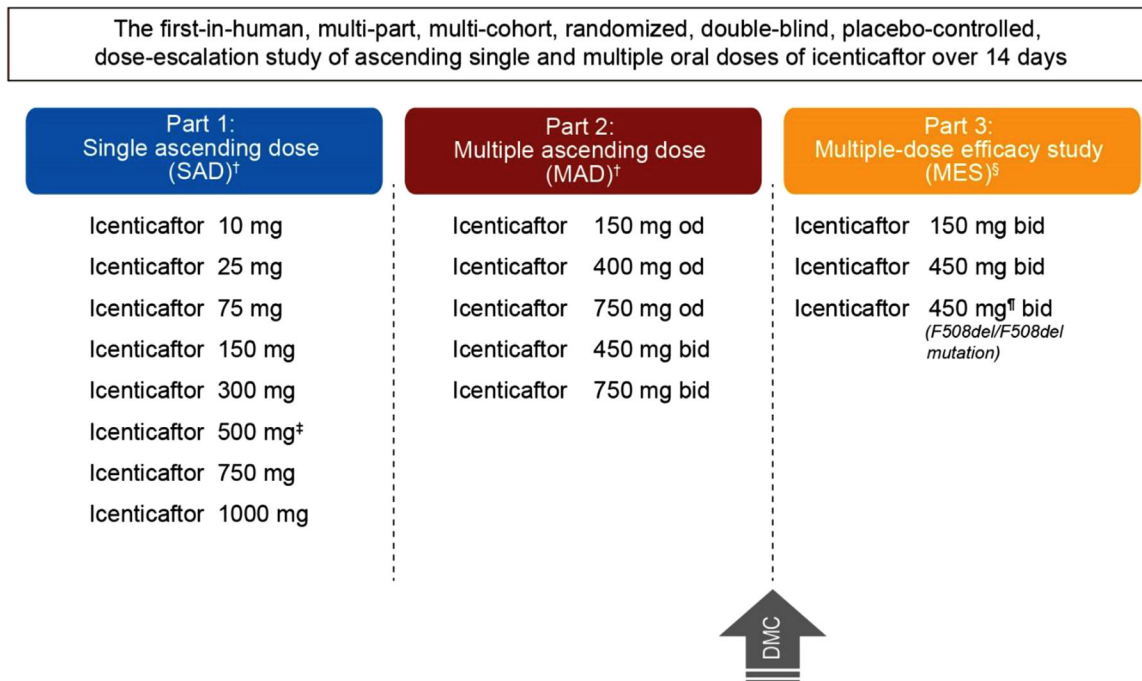 The first-in-human, multi-part, multi-cohort, randomized, double-blind, placebo-controlled,
dose-escalation study of ascending single and multiple oral doses of icenticaftor over 14 days
Part 1:
Single ascending dose
(SAD)†
Icenticaftor 10 mg
Icenticaftor 25 mg
Icenticaftor 75 mg
Icenticaftor 150 mg
Icenticaftor 300 mg
Icenticaftor 500 mg‡
Icenticaftor 750 mg
Icenticaftor 1000 mg
Part 2:
Multiple ascending dose
(MAD)†
Icenticaftor 150 mg od
Icenticaftor 400 mg od
Icenticaftor 750 mg od
Icenticaftor 450 mg bid
Icenticaftor 750 mg bid
Part 3:
Multiple-dose efficacy study
(MES)§
Icenticaftor 150 mg bid
Icenticaftor 450 mg bid
Icenticaftor 450 mg¶ bid
(F508del/F508del
mutation)
DMC